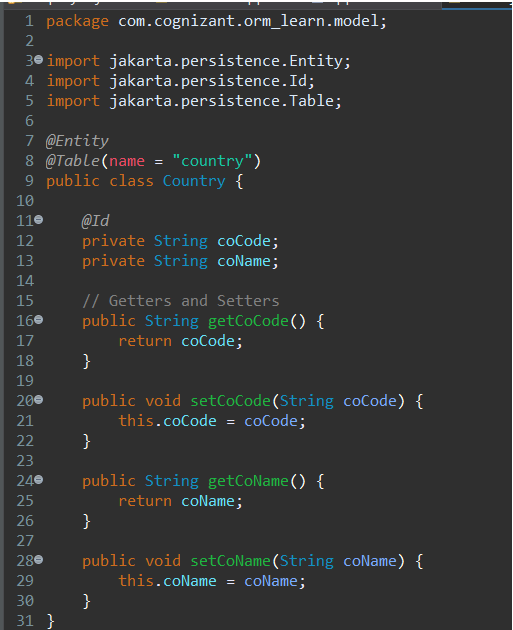 1 package com.cognizant.orm_learn.model;
2
3 import jakarta.persistence.Entity;
4 import jakarta.persistence.Id;
5 import jakarta.persistence.Table;
6
7 @Entity
8 @Table(name = "country")
9 public class Country {
10
11     @Id
12     private String coCode;
13     private String coName;
14
15     // Getters and Setters
16     public String getCoCode() {
17         return coCode;
18     }
19
20     public void setCoCode(String coCode) {
21         this.coCode = coCode;
22     }
23
24     public String getCoName() {
25         return coName;
26     }
27
28     public void setCoName(String coName) {
29         this.coName = coName;
30     }
31 }